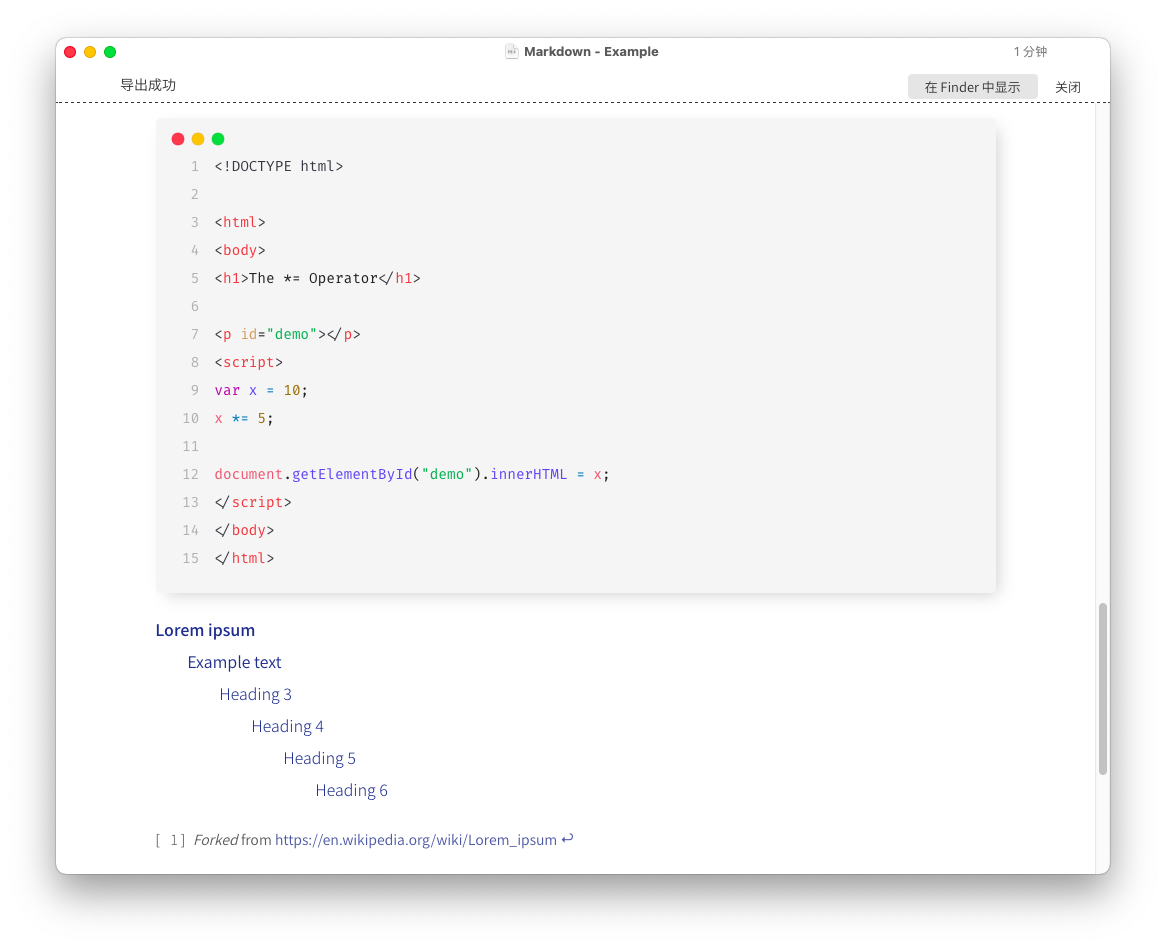 Markdown - Example
1 分钟
导出成功
在 Finder 中显示
关闭
1 <!DOCTYPE html>
2
3 <html>
4 <body>
5 <h1>The *= Operator</h1>
6
7 <p id="demo"></p>
8 <script>
9 var x = 10;
10 x *= 5;
11
12 document.getElementById("demo").innerHTML = x;
13 </script>
14 </body>
15 </html>
Lorem ipsum
Example text
Heading 3
Heading 4
Heading 5
Heading 6
[ 1] Forked from https://en.wikipedia.org/wiki/Lorem_ipsum ↩